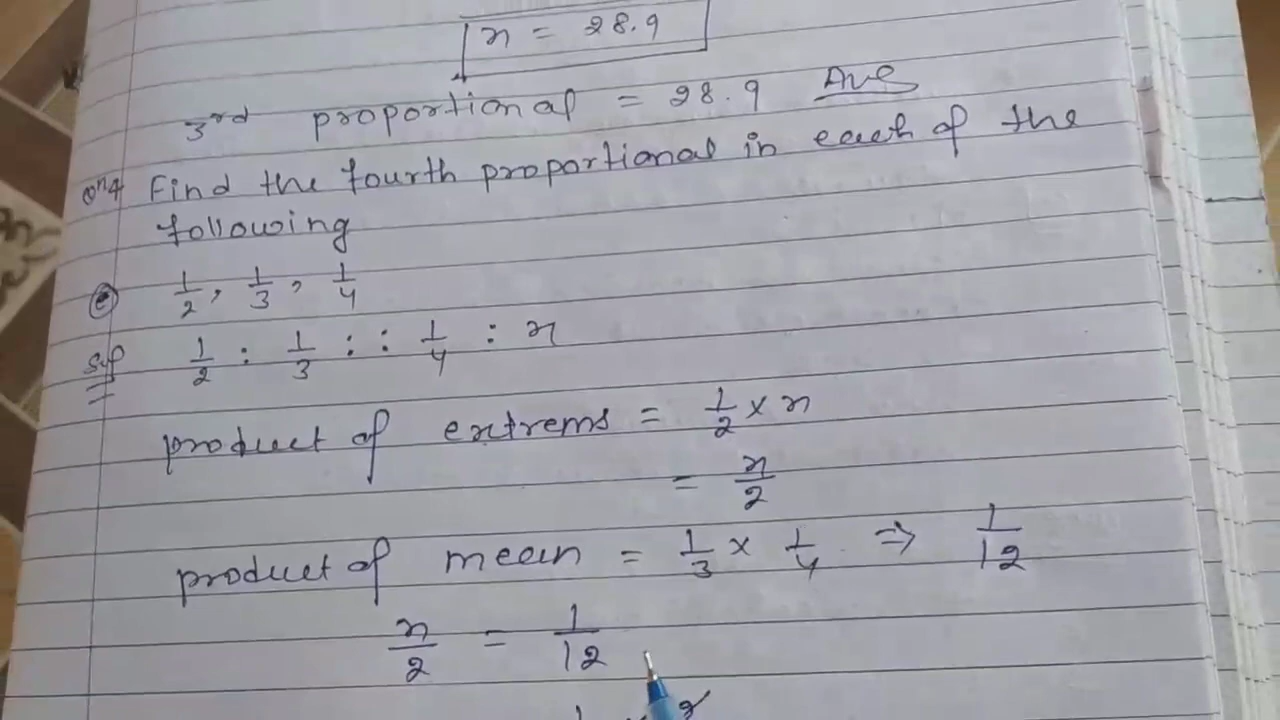 x = 28.9
3rd proportional = 28.9 Ans
Qn4 Find the fourth proportional in each of the
following
(e) 1/2, 1/3, 1/4
Sol 1/2 : 1/3 : : 1/4 : x
product of extrems = 1/2 × x
= x/2
product of mean = 1/3 × 1/4 ⇒ 1/12
x/2 = 1/12